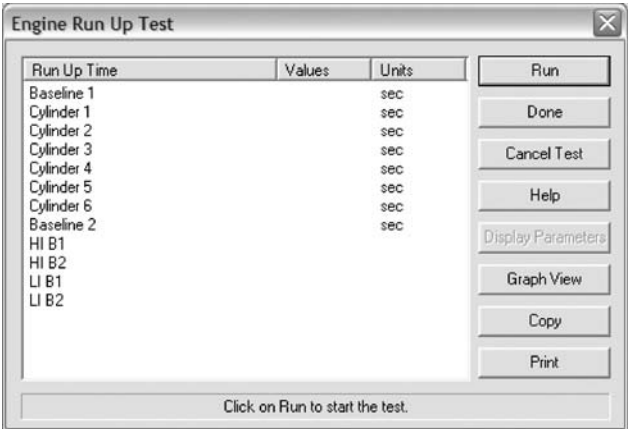 Engine Run Up Test
Run Up Time Values Units
Baseline 1 sec
Cylinder 1 sec
Cylinder 2 sec
Cylinder 3 sec
Cylinder 4 sec
Cylinder 5 sec
Cylinder 6 sec
Baseline 2 sec
HI B1
HI B2
LI B1
LI B2
Run
Done
Cancel Test
Help
Display Parameters
Graph View
Copy
Print
Click on Run to start the test.